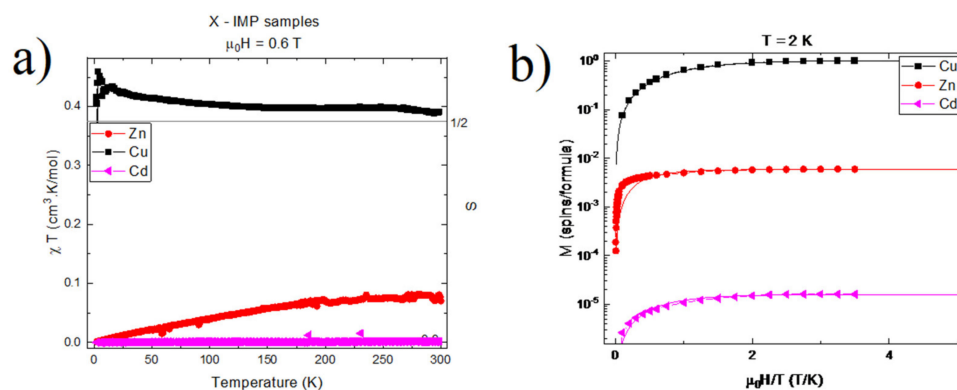 X - IMP samples
μ₀H = 0.6 T
a)
0.4
0.3
0.2
0.1
0.0
χ T (cm³.K/mol)
Zn
Cu
Cd
1/2
S
0 50 100 150 200 250 300
Temperature (K)
b)
T = 2 K
10⁰
10⁻¹
10⁻²
10⁻³
10⁻⁴
10⁻⁵
M (spins/formula)
Cu
Zn
Cd
0 2 4
μ₀H/T (T/K)